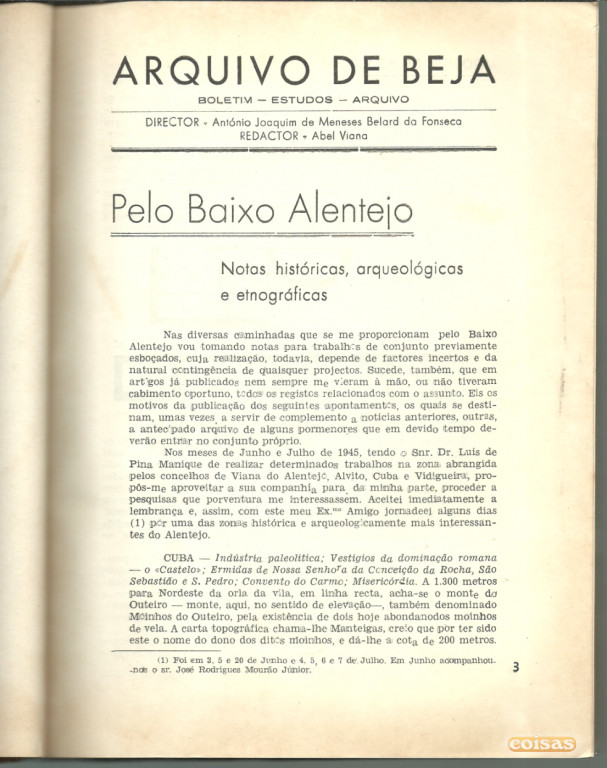 ARQUIVO DE BEJA
BOLETIM — ESTUDOS — ARQUIVO
DIRECTOR - António Joaquim de Meneses Belard da Fonseca
REDACTOR - Abel Viana
Pelo Baixo Alentejo
Notas históricas, arqueológicas
e etnográficas
Nas diversas caminhadas que se me proporcionam pelo Baixo
Alentejo vou tomando notas para trabalhos de conjunto previamente
esboçados, cuja realização, todavia, depende de factores incertos e da
natural contingência de quaisquer projectos. Sucede, também, que em
artigos já publicados nem sempre me vieram à mão, ou não tiveram
cabimento oportuno, todos os registos relacionados com o assunto. Eis os
motivos da publicação dos seguintes apontamentos, os quais se desti-
nam, umas vezes a servir de complemento a notícias anteriores, outras,
a antecipado arquivo de alguns pormenores que em devido tempo de-
verão entrar no conjunto próprio.
Nos meses de Junho e Julho de 1945, tendo o Snr. Dr. Luís de
Pina Manique de realizar determinados trabalhos na zona abrangida
pelos concelhos de Viana do Alentejo, Alvito, Cuba e Vidigueira, pro-
pôs-me aproveitar a sua companhia para, da minha parte, proceder a
pesquisas que porventura me interessassem. Aceitei imediatamente a
lembrança e, assim, com este meu Ex.mo Amigo jornadeei alguns dias
(1) por uma das zonas histórica e arqueologicamente mais interessan-
tes do Alentejo.
CUBA — Indústria paleolítica; Vestígios da dominação romana
— o «Castelo»; Ermidas de Nossa Senhora da Conceição da Rocha, São
Sebastião e S. Pedro; Convento do Carmo; Misericórdia. A 1.300 metros
para Nordeste da orla da vila, em linha recta, acha-se o monte do
Outeiro — monte, aqui, no sentido de elevação—, também denominado
Moinhos do Outeiro, pela existência de dois hoje abondanodos moinhos
de vela. A carta topográfica chama-lhe Manteigas, creio que por ter sido
este o nome do dono dos ditos moinhos, e dá-lhe a cota de 200 metros.
(1) Foi em 3, 5 e 20 de Junho e 4, 5, 6 e 7 de Julho. Em Junho acompanhou-
-nos o sr. José Rodrigues Mourão Júnior.
3
coisas